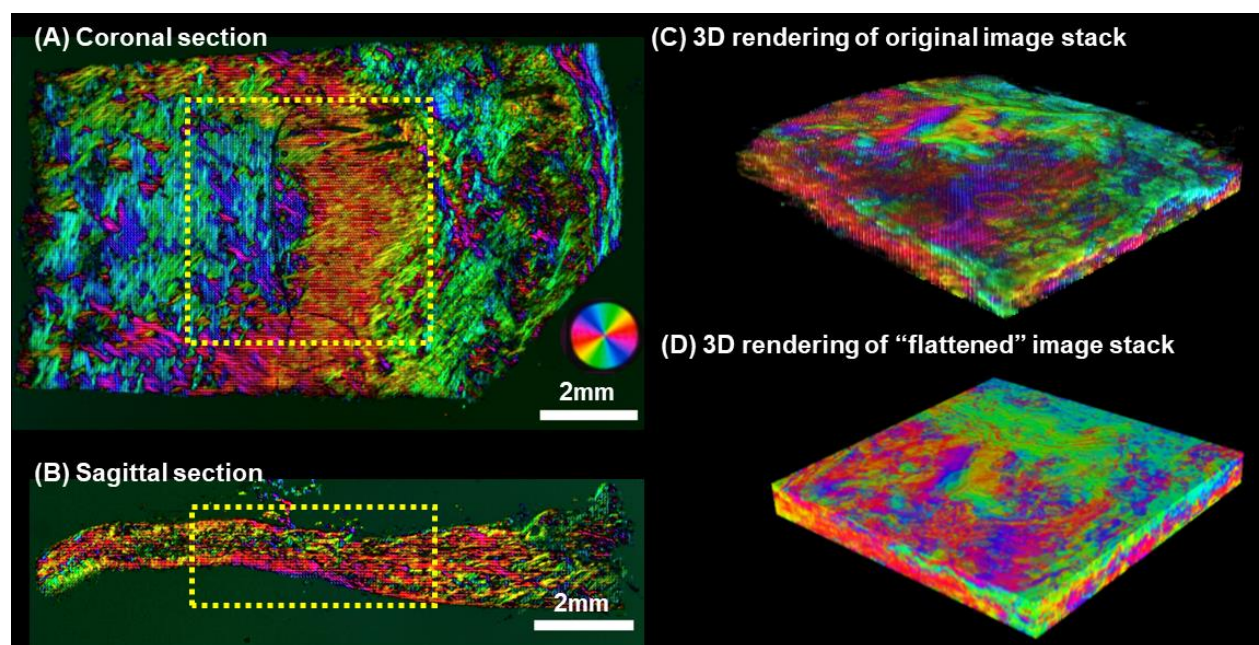 (A) Coronal section
2mm
(B) Sagittal section
2mm
(C) 3D rendering of original image stack
(D) 3D rendering of “flattened” image stack